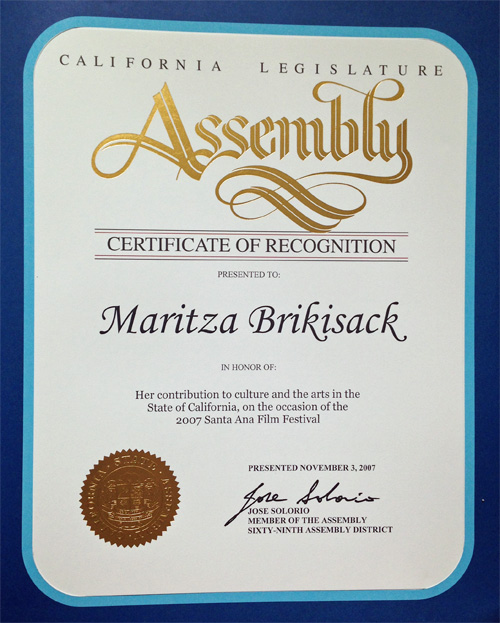 CALIFORNIA LEGISLATURE
Assembly
CERTIFICATE OF RECOGNITION
PRESENTED TO:
Maritza Brikisack
IN HONOR OF:
Her contribution to culture and the arts in the
State of California, on the occasion of the
2007 Santa Ana Film Festival
PRESENTED NOVEMBER 3, 2007
Jose Solorio
JOSE SOLORIO
MEMBER OF THE ASSEMBLY
SIXTY-NINTH ASSEMBLY DISTRICT